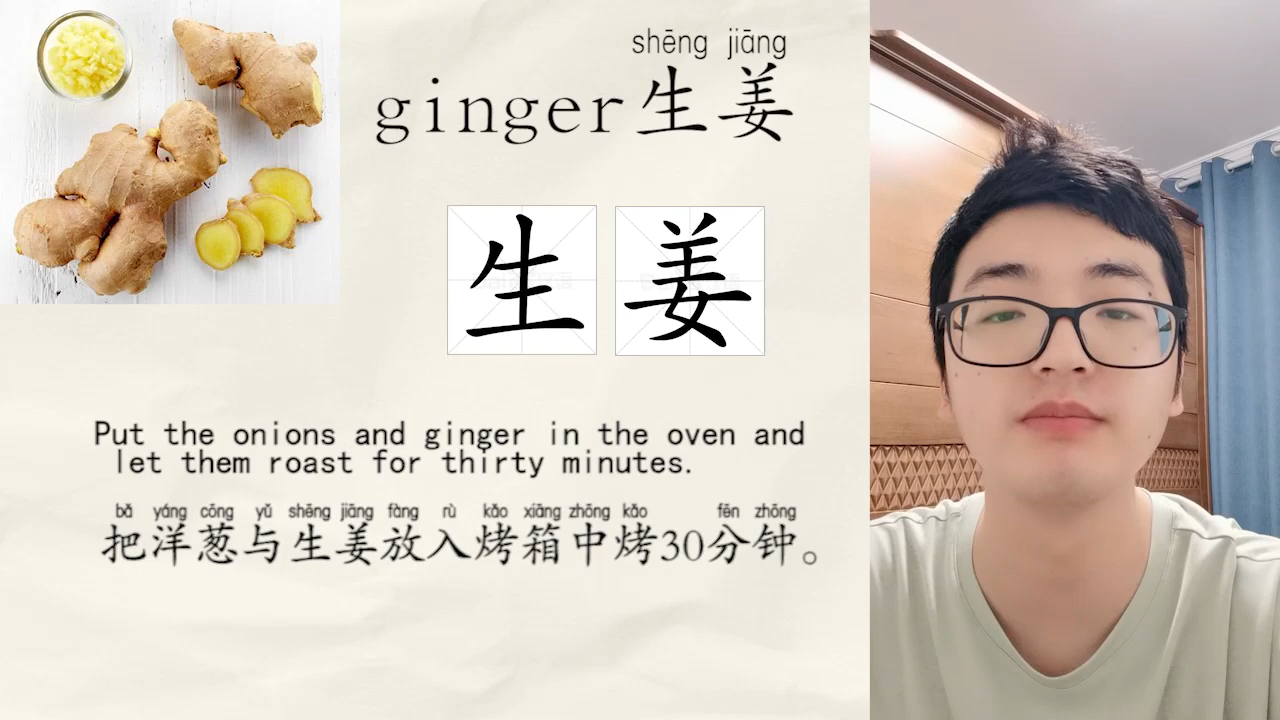 shēng jiāng
ginger生姜
生姜
Put the onions and ginger in the oven and
let them roast for thirty minutes.
bǎ yáng cōng yǔ shēng jiāng fàng rù kǎo xiāng zhōng kǎo fēn zhōng
把洋葱与生姜放入烤箱中烤30分钟。